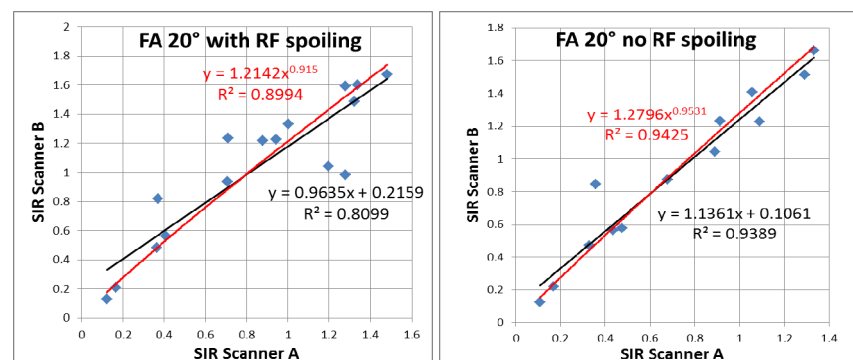 FA 20° with RF spoiling
y = 1.2142x^0.915
R² = 0.8994
y = 0.9635x + 0.2159
R² = 0.8099
SIR Scanner B
2
1.8
1.6
1.4
1.2
1
0.8
0.6
0.4
0.2
0
0 0.2 0.4 0.6 0.8 1 1.2 1.4 1.6
SIR Scanner A
FA 20° no RF spoiling
y = 1.2796x^0.9531
R² = 0.9425
y = 1.1361x + 0.1061
R² = 0.9389
SIR Scanner B
1.8
1.6
1.4
1.2
1
0.8
0.6
0.4
0.2
0
0 0.2 0.4 0.6 0.8 1 1.2 1.4
SIR Scanner A